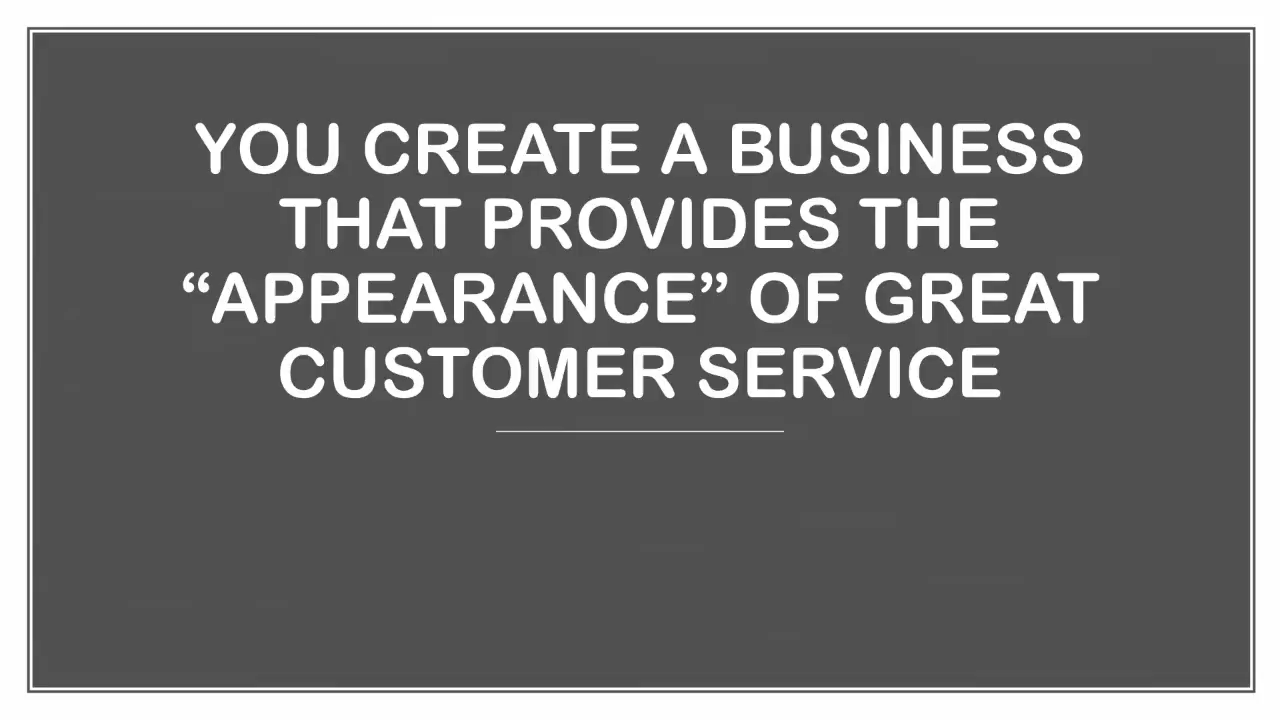 YOU CREATE A BUSINESS
THAT PROVIDES THE
“APPEARANCE” OF GREAT
CUSTOMER SERVICE